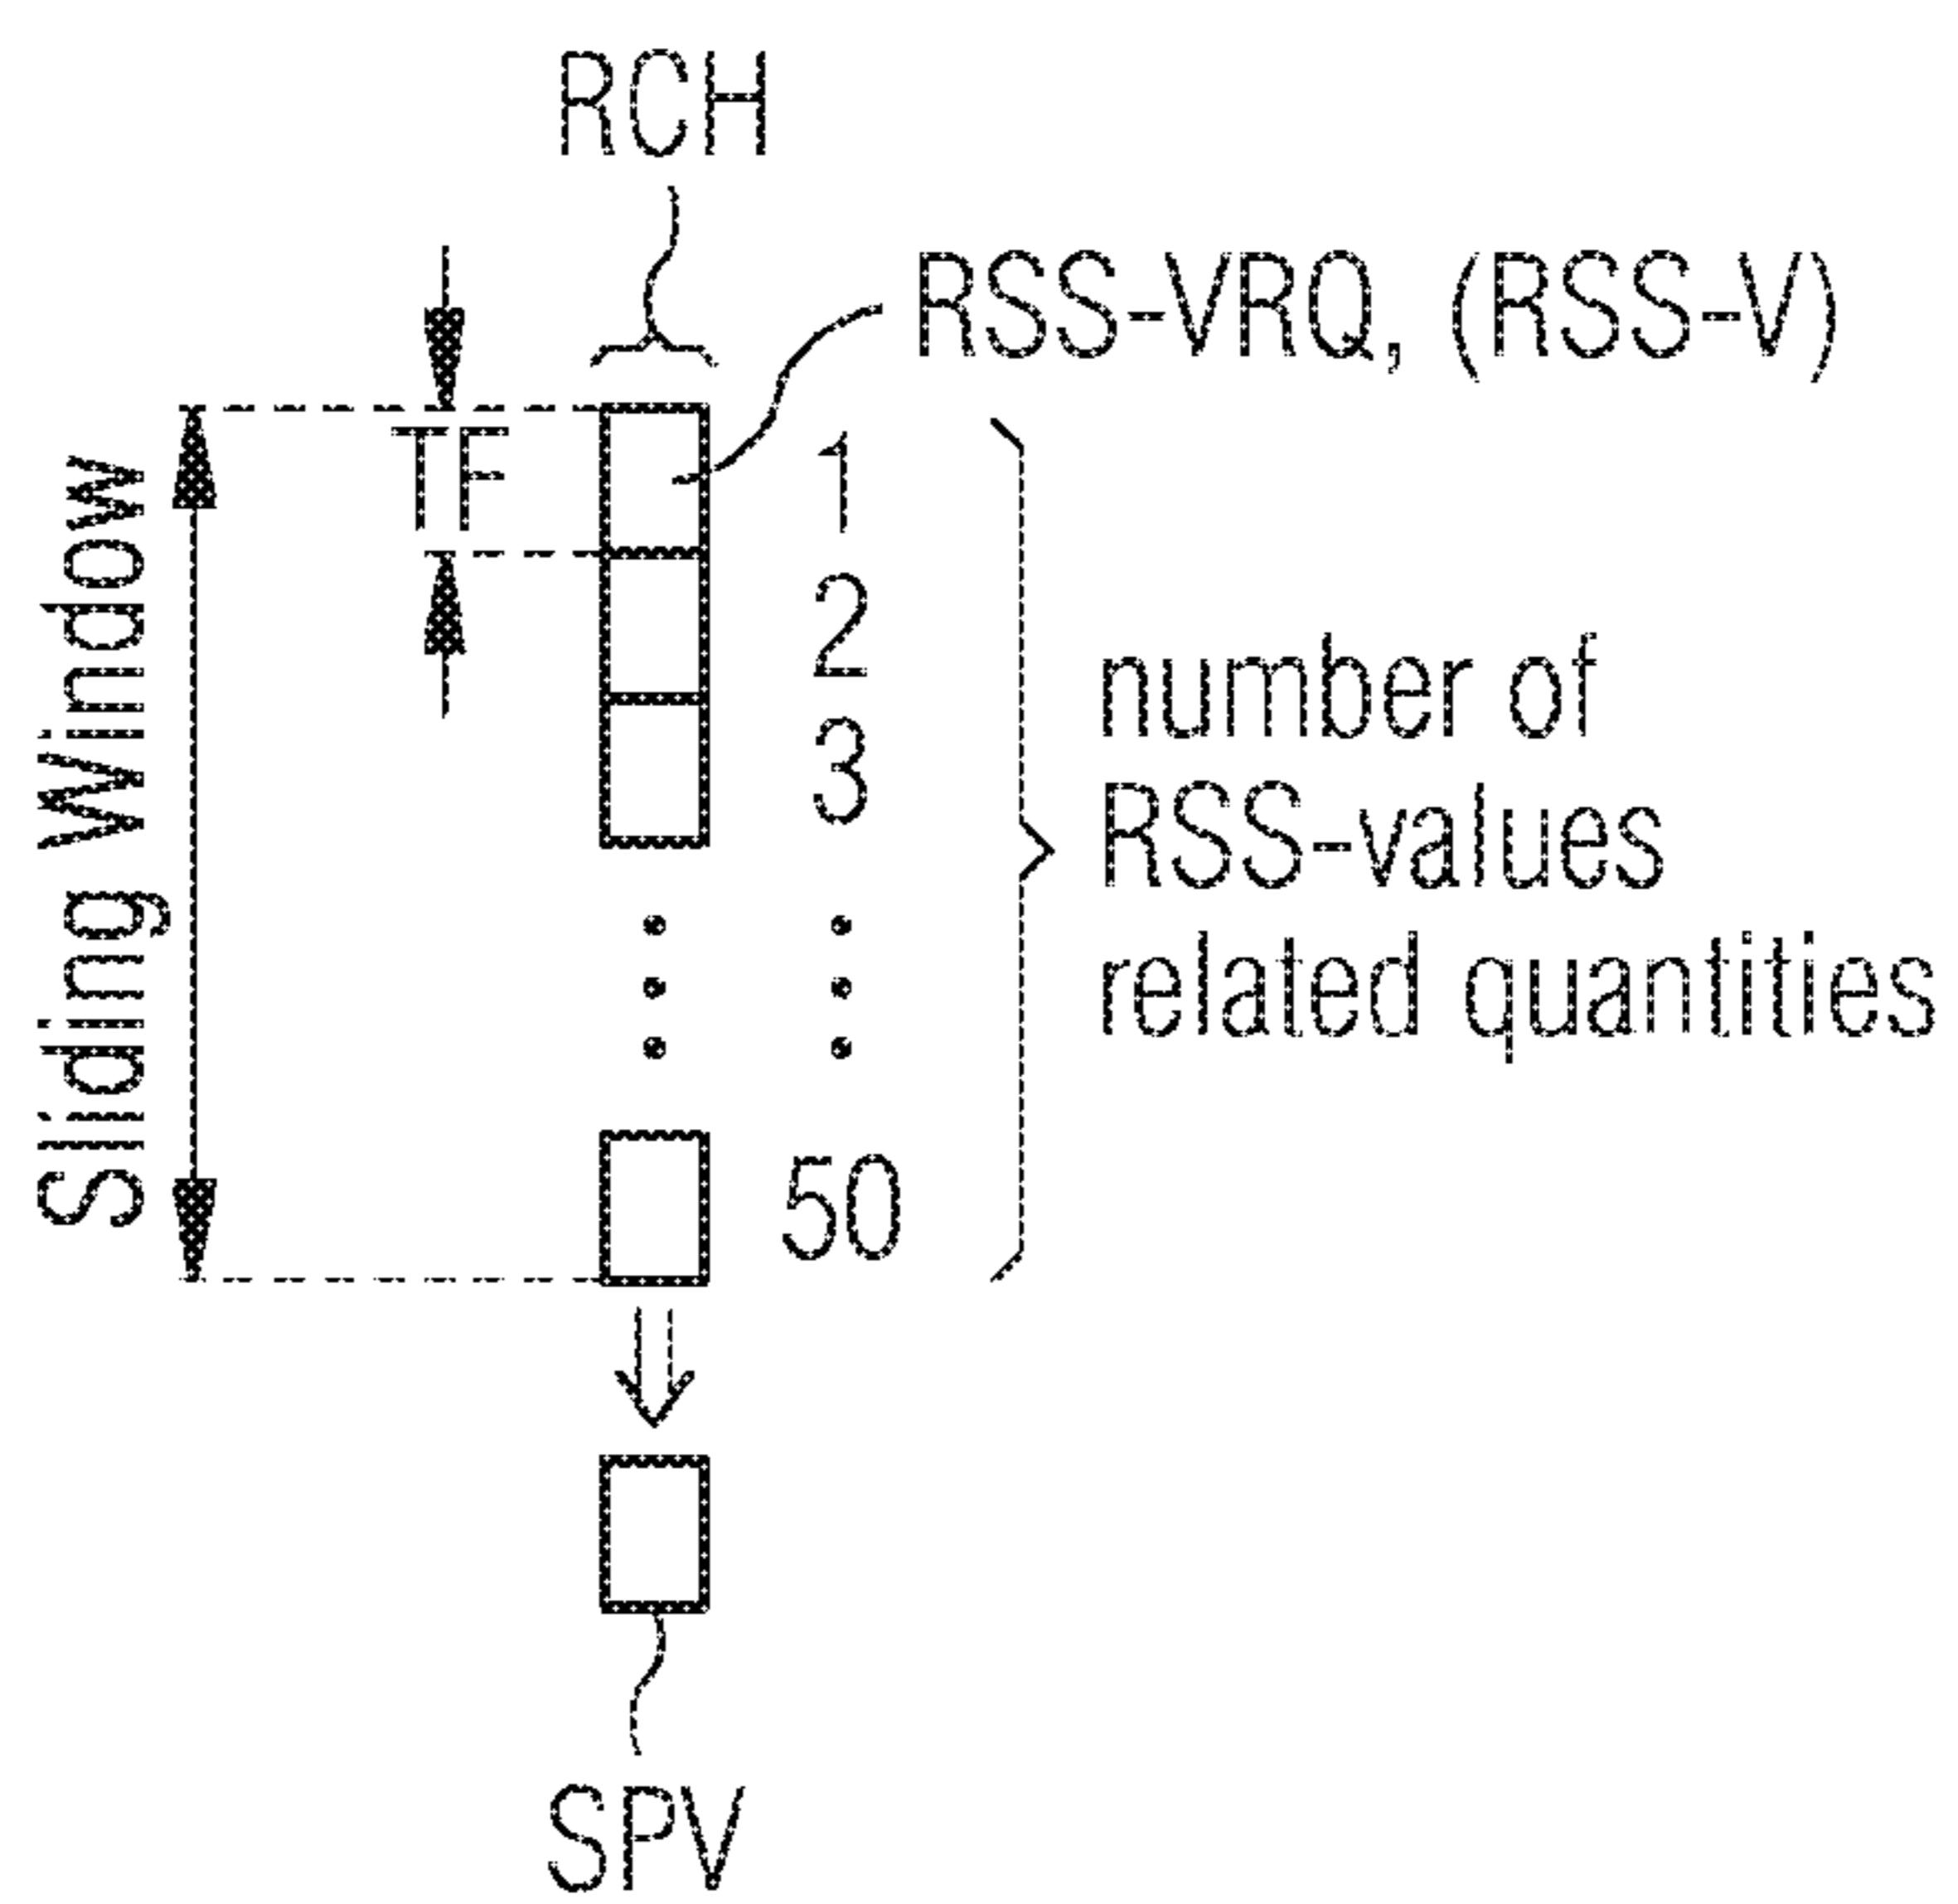 RCH
RSS-VRQ, (RSS-V)
TF
1
2
3
50
Sliding Window
number of
RSS-values
related quantities
SPV